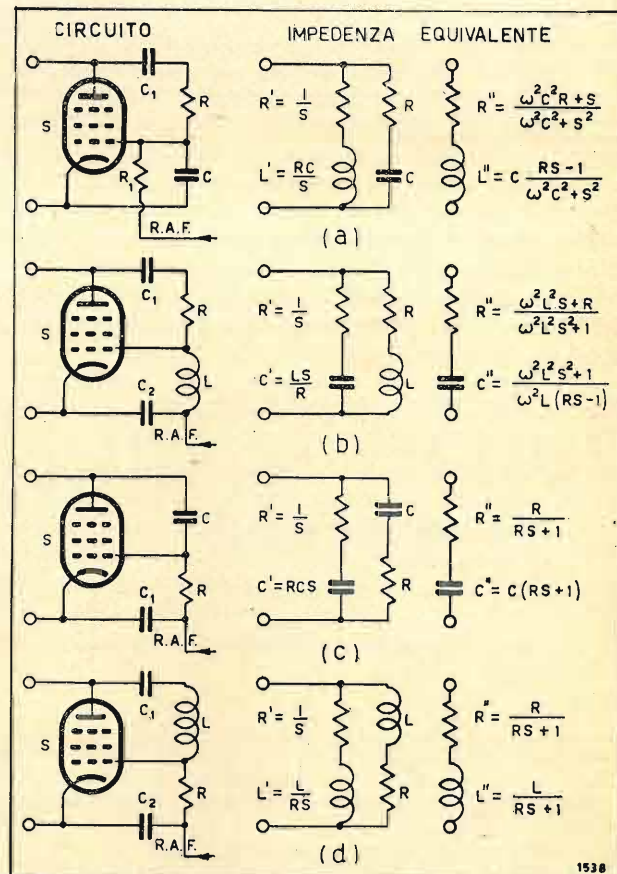 CIRCUITO IMPEDENZA EQUIVALENTE
C₁
R
S
R₁
C
R.A.F.
R' = 1/S
R
L' = RC/S
C
R'' = (ω²C²R + S)/(ω²C² + S²)
L'' = C (RS-1)/(ω²C² + S²)
(a)
C₁
R
S
L
C₂
R.A.F.
R' = 1/S
R
C' = LS/R
L
R'' = (ω²L²S + R)/(ω²L²S² + 1)
C'' = (ω²L²S² + 1)/(ω²L (RS-1))
(b)
S
C
R
C₁
R.A.F.
R' = 1/S
C
C' = RCS
R
R'' = R/(RS + 1)
C'' = C (RS + 1)
(c)
C₁
L
S
R
C₂
R.A.F.
R' = 1/S
L
L' = L/RS
R
R'' = R/(RS + 1)
L'' = L/(RS + 1)
(d)
1538